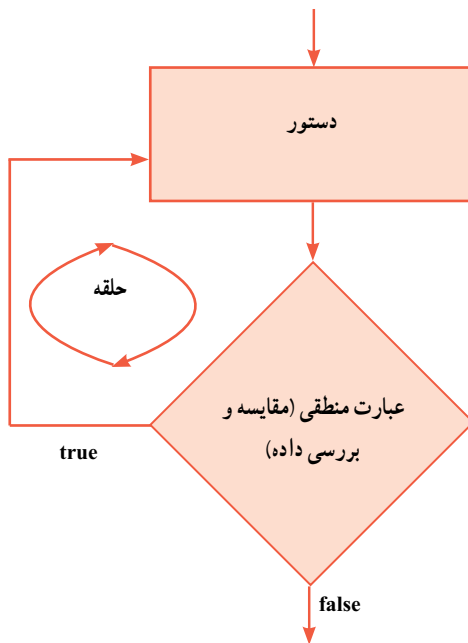 دستور
حلقه
عبارت منطقی (مقایسه و
بررسی داده)
true
false